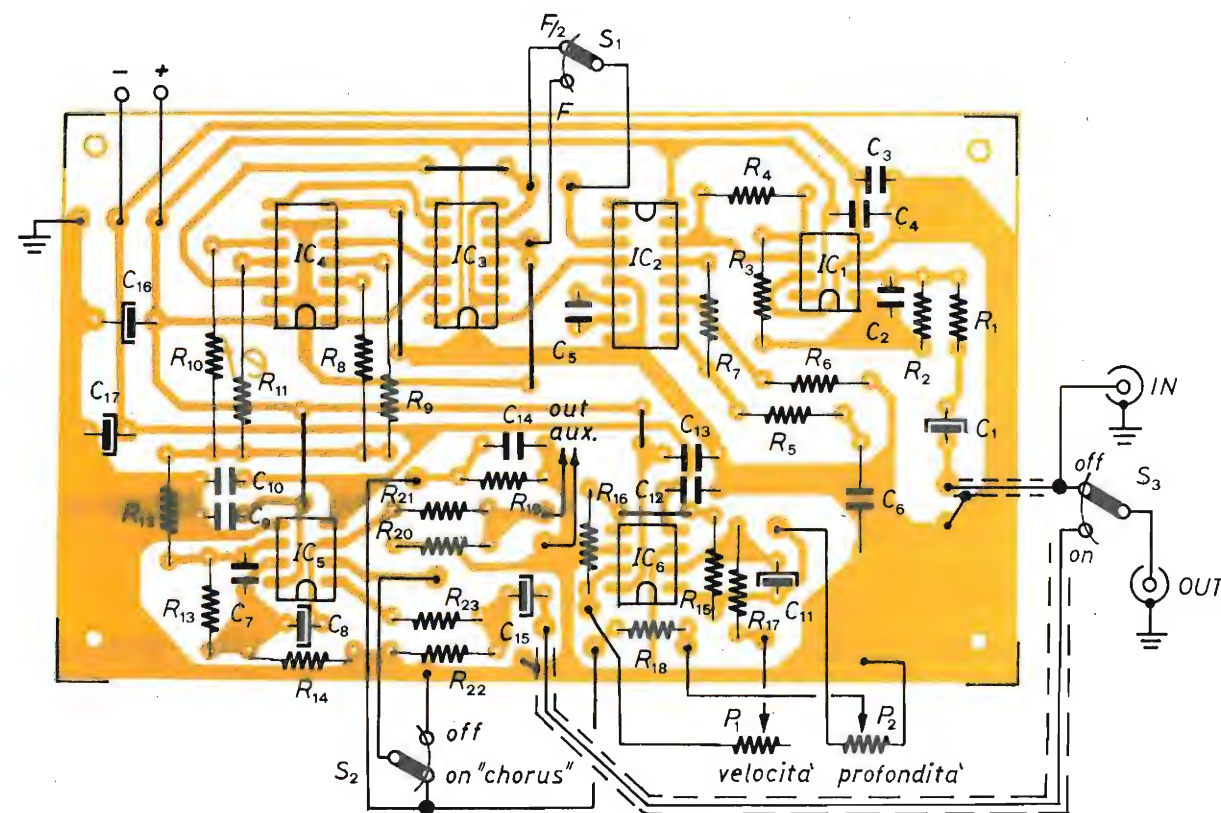 F/2
S1
F
- +
C3
R4
C4
IC4
IC3
IC2
R3
IC1
C16
C5
C2
R1
R10
R8
R7
R6
R2
R11
R9
R5
IN
C17
C14
out
aux.
C13
C1
off
S3
C10
R21
R19
R16
C12
C6
C9
R20
on
IC5
IC6
OUT
R13
C7
R23
C15
R15
R17
C11
C8
R18
R14
R22
P1
P2
off
S2
on "chorus"
velocità
profondità